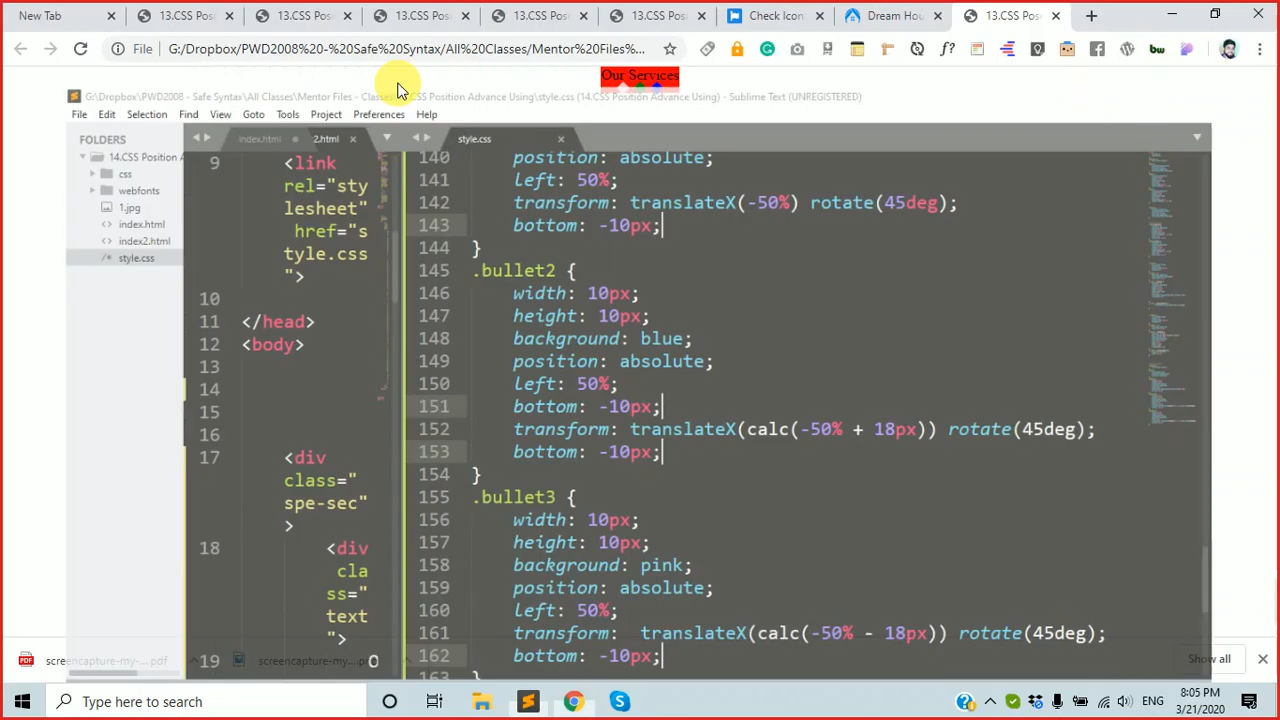 New Tab
13.CSS Pos
13.CSS Pos
13.CSS Pos
13.CSS Pos
13.CSS Pos
Check Icon
Dream Hou
13.CSS Pos
File
G:/Dropbox/PWD2008%20-%20Safe%20Syntax/All%20Classes/Mentor%20Files%...
Our Services
G:\Dropbox\PWD2008 - Safe Syntax\All Classes\Mentor Files - Classes\14.CSS Position Advance Using\style.css (14.CSS Position Advance Using) - Sublime Text (UNREGISTERED)
File Edit Selection Find View Goto Tools Project Preferences Help
FOLDERS
14.CSS Position A
css
webfonts
1.jpg
index.html
index2.html
style.css
index.html
2.html
style.css
9 <link
rel="sty
lesheet"
href="s
tyle.css
">
10
11 </head>
12 <body>
13
14
15
16
17 <div
class="
spe-sec"
>
18 <div
cla
ss="
text
">
19
140 position: absolute;
141 left: 50%;
142 transform: translateX(-50%) rotate(45deg);
143 bottom: -10px;
144 }
145 .bullet2 {
146 width: 10px;
147 height: 10px;
148 background: blue;
149 position: absolute;
150 left: 50%;
151 bottom: -10px;
152 transform: translateX(calc(-50% + 18px)) rotate(45deg);
153 bottom: -10px;
154 }
155 .bullet3 {
156 width: 10px;
157 height: 10px;
158 background: pink;
159 position: absolute;
160 left: 50%;
161 transform: translateX(calc(-50% - 18px)) rotate(45deg);
162 bottom: -10px;
163 }
screencapture-my-....pdf
screencapture-my-....
Show all
Type here to search
ENG
8:05 PM
3/21/2020